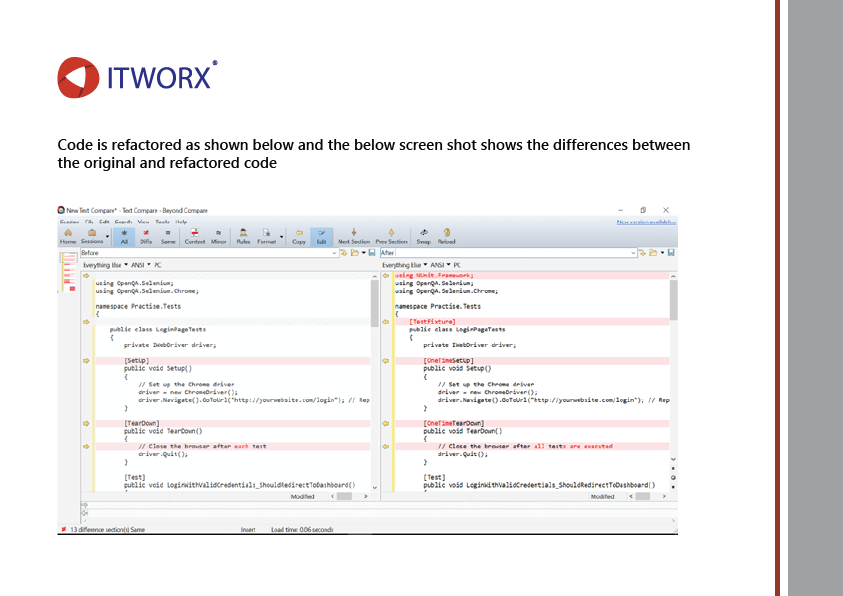 ITWORX®
Code is refactored as shown below and the below screen shot shows the differences between
the original and refactored code
New Text Compare* - Text Compare - Beyond Compare
Session File Edit Search View Tools Help
Home Sessions All Diffs Same Context Minor Rules Format Copy Edit Next Section Prev Section Swap Reload
Before
Everything Else ANSI PC
using OpenQA.Selenium;
using OpenQA.Selenium.Chrome;
namespace Practise.Tests
{
public class LoginPageTests
{
private IWebDriver driver;
[SetUp]
public void Setup()
{
// Set up the Chrome driver
driver = new ChromeDriver();
driver.Navigate().GoToUrl("http://yourwebsite.com/login"); // Rep
}
[TearDown]
public void TearDown()
{
// Close the browser after each test
driver.Quit();
}
[Test]
public void LoginWithValidCredentials_ShouldRedirectToDashboard()
Modified
After
Everything Else ANSI PC
using NUnit.Framework;
using OpenQA.Selenium;
using OpenQA.Selenium.Chrome;
namespace Practise.Tests
{
[TestFixture]
public class LoginPageTests
{
private IWebDriver driver;
[OneTimeSetUp]
public void Setup()
{
// Set up the Chrome driver
driver = new ChromeDriver();
driver.Navigate().GoToUrl("http://yourwebsite.com/login"); // Rep
}
[OneTimeTearDown]
public void TearDown()
{
// Close the browser after all tests are executed
driver.Quit();
}
[Test]
public void LoginWithValidCredentials_ShouldRedirectToDashboard()
Modified
13 difference section(s) Same Insert Load time: 0.06 seconds